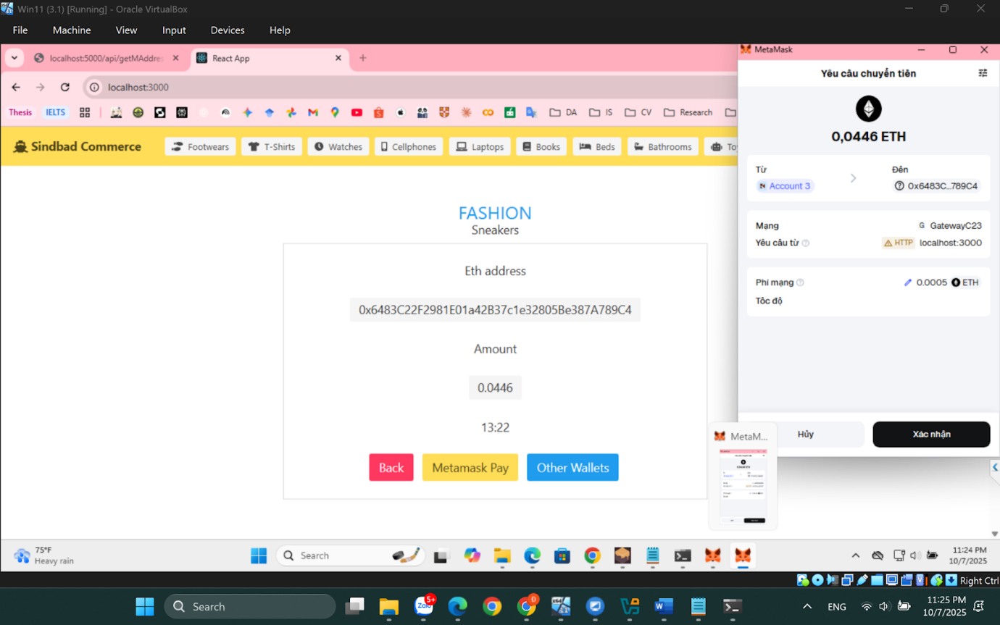 Win11 (3.1) [Running] - Oracle VirtualBox
File Machine View Input Devices Help
localhost:5000/api/getMAddre
React App
localhost:3000
Thesis IELTS DA IS CV Research
Sindbad Commerce Footwears T-Shirts Watches Cellphones Laptops Books Beds Bathrooms To
FASHION
Sneakers
Eth address
0x6483C22F2981E01a42B37c1e32805Be387A789C4
Amount
0.0446
13:22
Back Metamask Pay Other Wallets
MetaMask
Yêu cầu chuyển tiền
0,0446 ETH
Từ Đến
Account 3 0x6483C...789C4
Mạng G GatewayC23
Yêu cầu từ HTTP localhost:3000
Phí mạng 0.0005 ETH
Tốc độ
Hủy Xác nhận
MetaM...
75°F
Heavy rain
Search
11:24 PM
10/7/2025
Right Ctrl
Search
5+
ENG
11:25 PM
10/7/2025